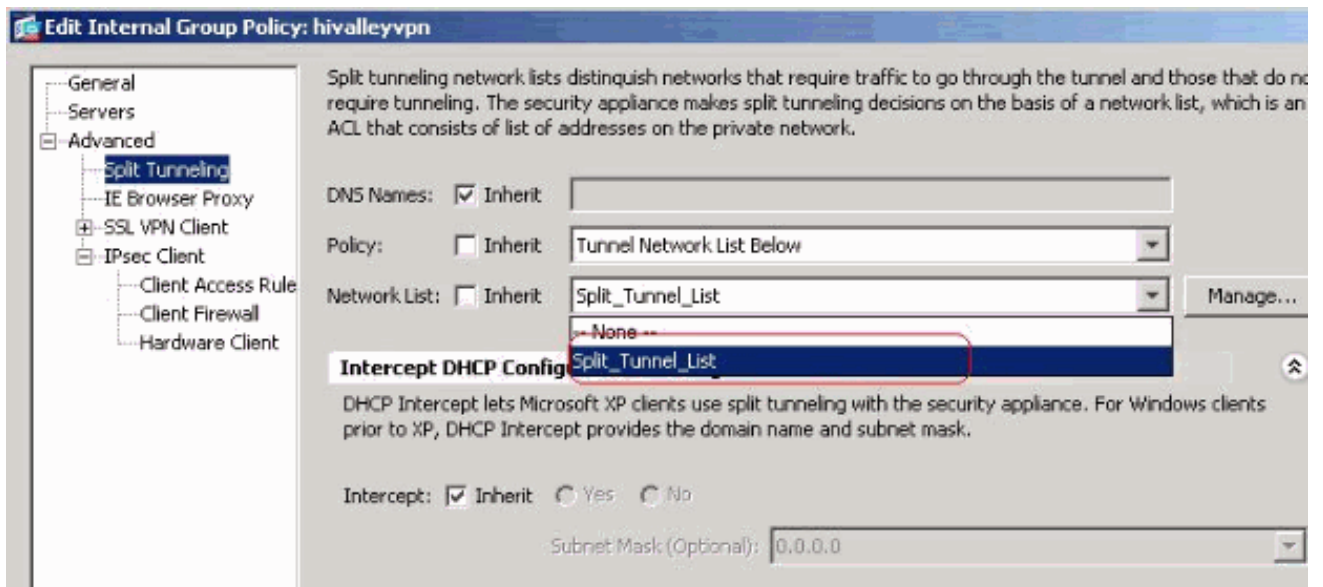 Edit Internal Group Policy: hivalleyvpn
General
Servers
Advanced
Split Tunneling
IE Browser Proxy
SSL VPN Client
IPsec Client
Client Access Rule
Client Firewall
Hardware Client
Split tunneling network lists distinguish networks that require traffic to go through the tunnel and those that do no
require tunneling. The security appliance makes split tunneling decisions on the basis of a network list, which is an
ACL that consists of list of addresses on the private network.
DNS Names: Inherit
Policy: Inherit Tunnel Network List Below
Network List: Inherit Split_Tunnel_List Manage...
-- None --
Split_Tunnel_List
Intercept DHCP Config
DHCP Intercept lets Microsoft XP clients use split tunneling with the security appliance. For Windows clients
prior to XP, DHCP Intercept provides the domain name and subnet mask.
Intercept: Inherit Yes No
Subnet Mask (Optional): 0.0.0.0